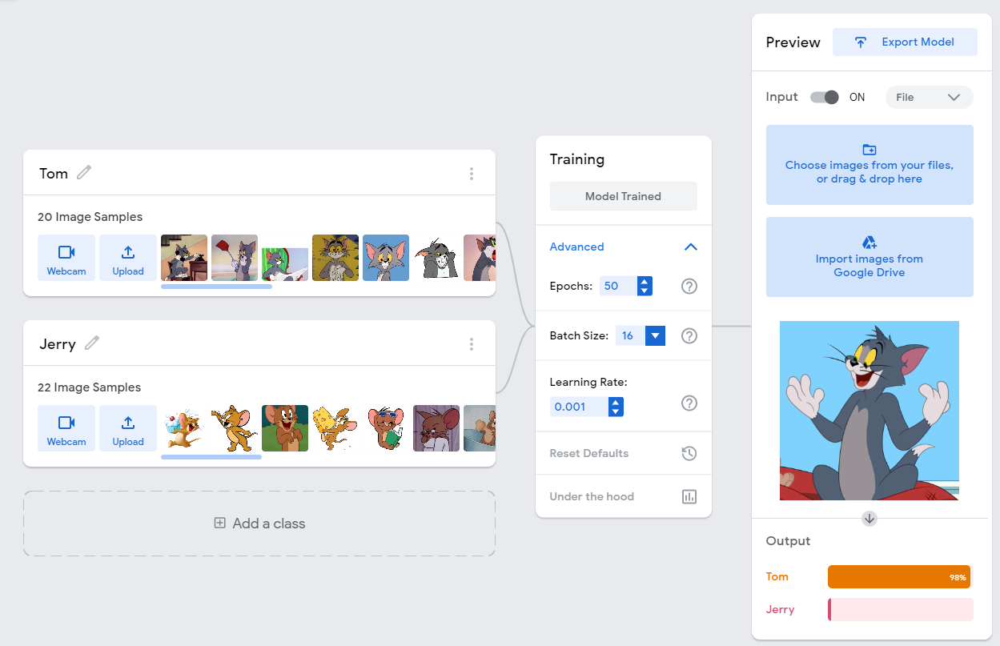 Tom
20 Image Samples
Webcam
Upload
Jerry
22 Image Samples
Webcam
Upload
Add a class
Training
Model Trained
Advanced
Epochs: 50
Batch Size: 16
Learning Rate:
0.001
Reset Defaults
Under the hood
Preview
Export Model
Input ON File
Choose images from your files,
or drag & drop here
Import images from
Google Drive
Output
Tom 98%
Jerry